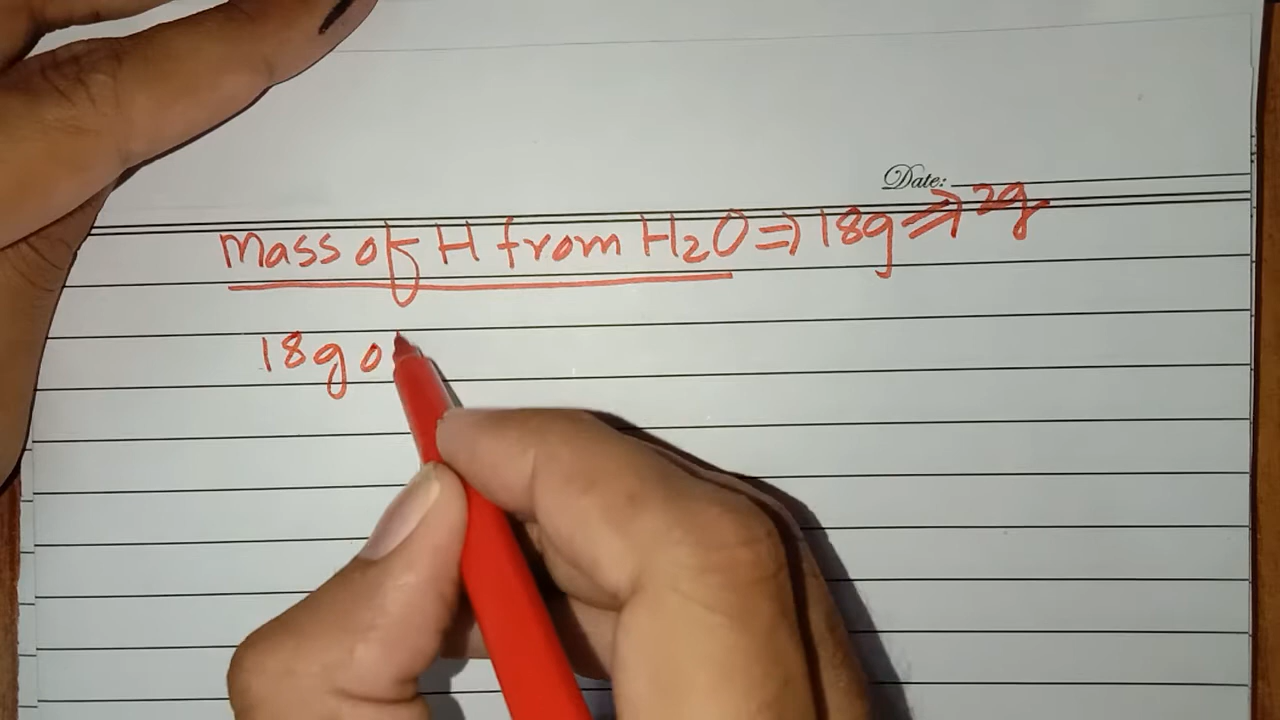 Date:
Mass of H from H₂O ⇒ 18g ⇒ 2g
18g o